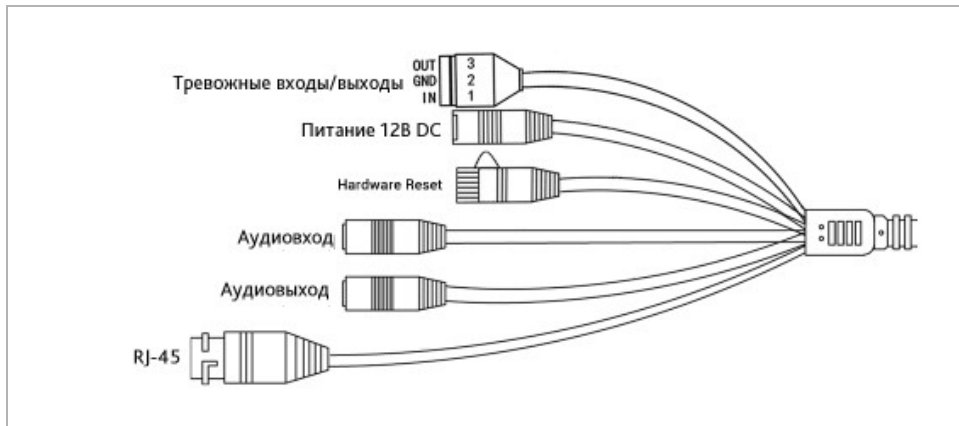 OUT 3
Тревожные входы/выходы GND 2
IN 1
Питание 12В DC
Hardware Reset
Аудиовход
Аудиовыход
RJ-45